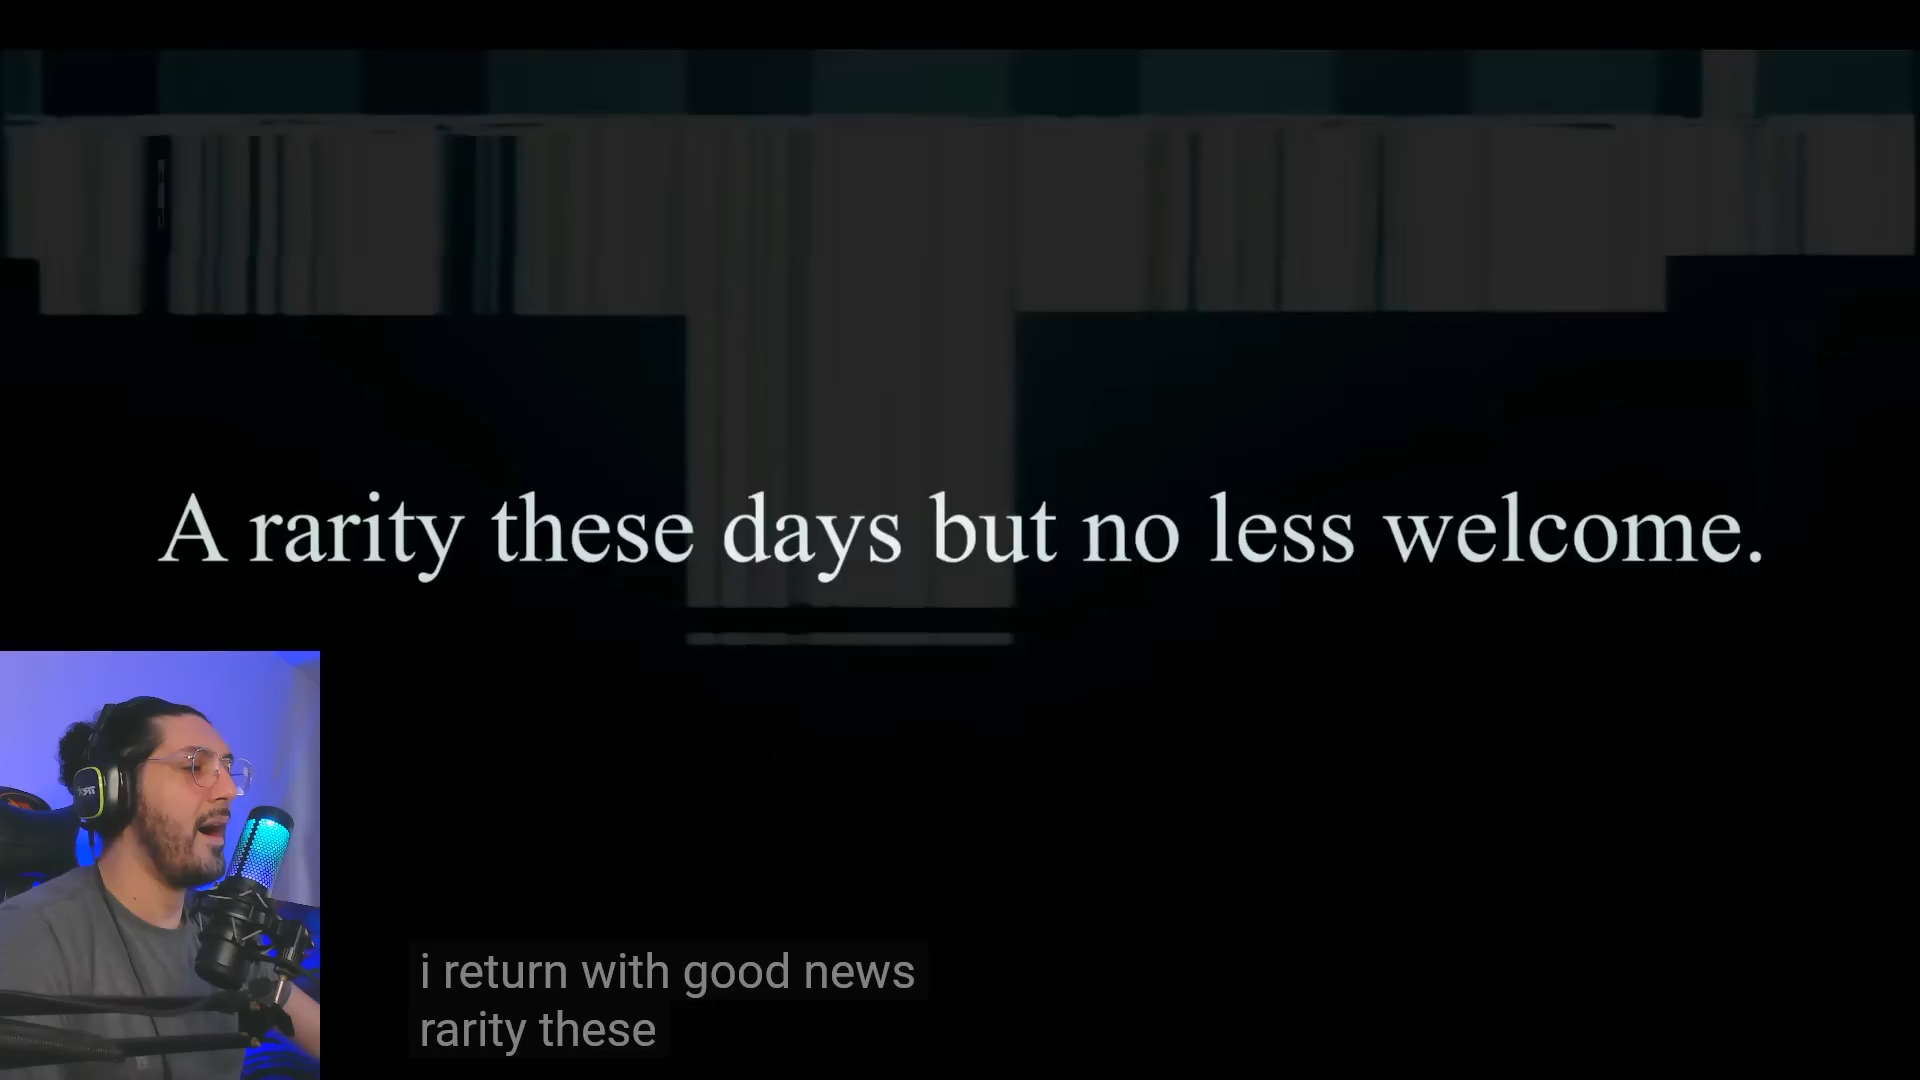 A rarity these days but no less welcome.
i return with good news
rarity these